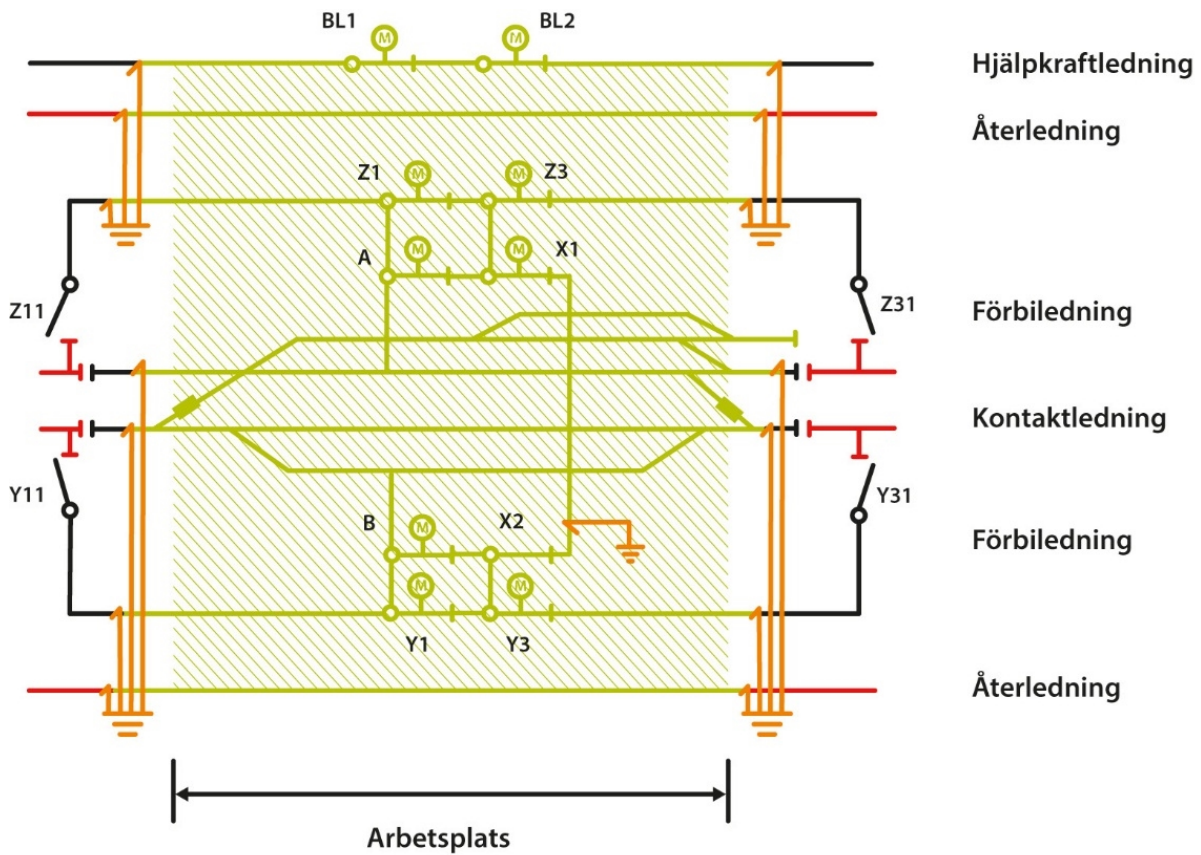 BL1 BL2
M M
Hjälpkraftledning
Återledning
Z1 M M Z3
A M M X1
Z11 Z31
Förbiledning
Kontaktledning
Y11 Y31
B M X2
Förbiledning
M M
Y1 Y3
Återledning
Arbetsplats